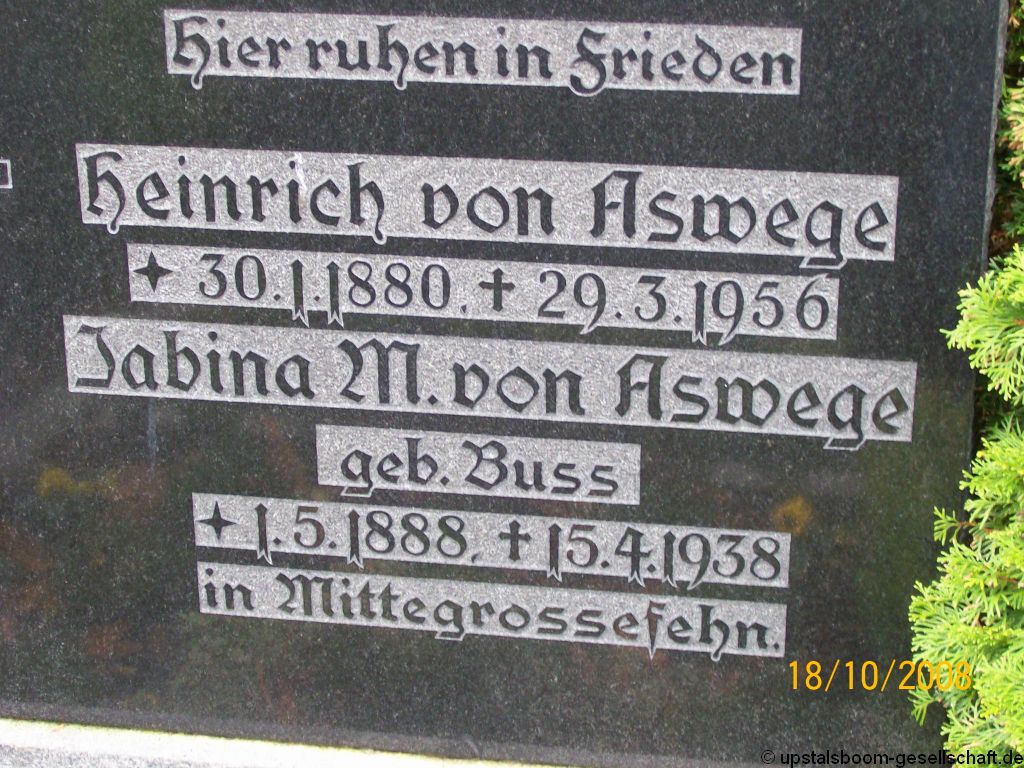 Hier ruhen in Frieden
Heinrich von Aswege
✦ 30.1.1880. ✝ 29.3.1956
Jabina M. von Aswege
geb. Buss
✦ 1.5.1888. ✝ 15.4.1938
in Mittegrossefehn.
18/10/2008
© upstalsboom-gesellschaft.de